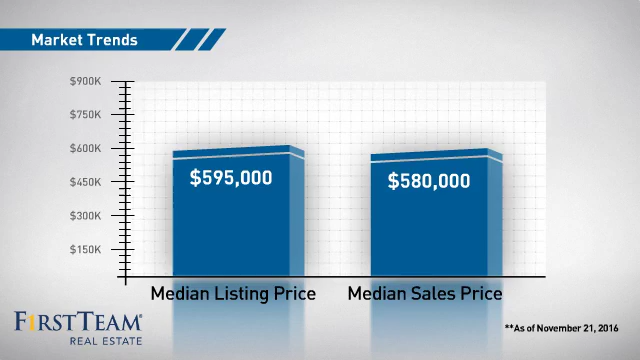 Market Trends
$900K
$750K
$600K
$450K
$300K
$150K
$595,000
$580,000
Median Listing Price
Median Sales Price
FIRSTTEAM®
REAL ESTATE
**As of November 21, 2016